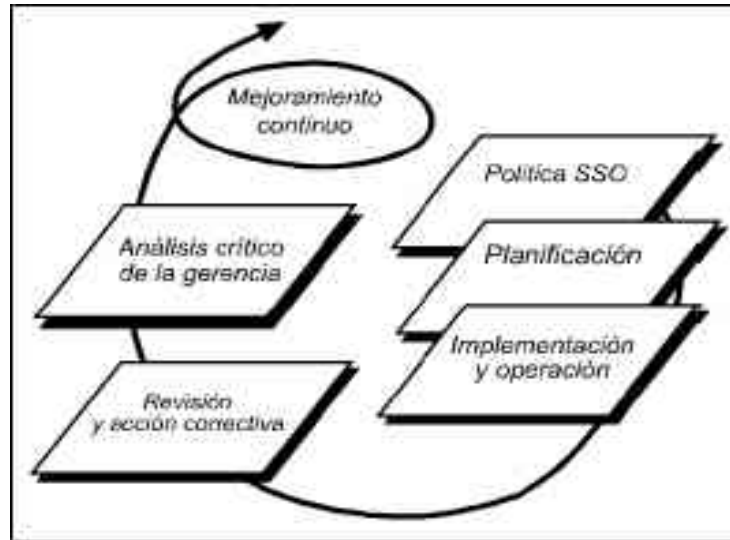 Mejoramiento
continuo
Política SSO
Planificación
Implementación
y operación
Análisis crítico
de la gerencia
Revisión
y acción correctiva